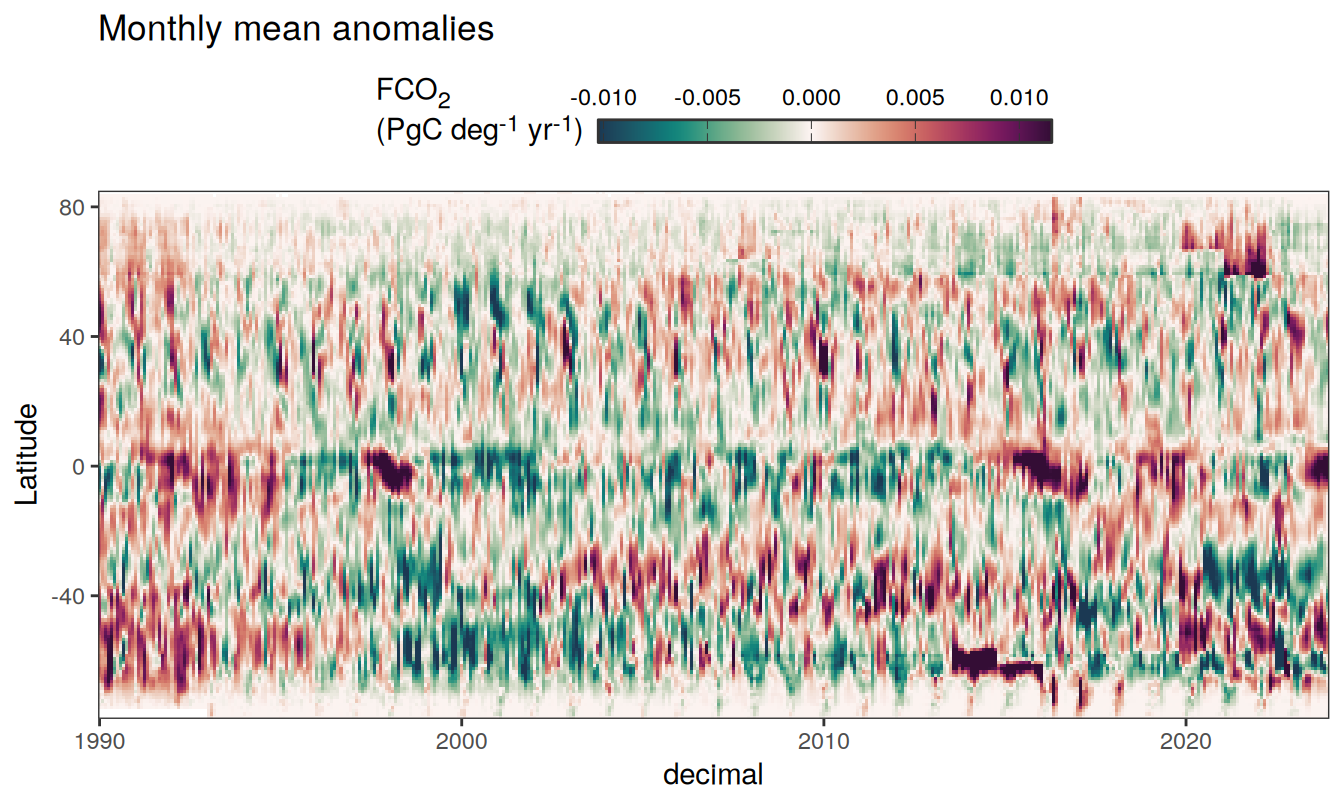 Monthly mean anomalies
FCO₂
(PgC deg⁻¹ yr⁻¹)
-0.010 -0.005 0.000 0.005 0.010
80
40
0
-40
Latitude
1990 2000 2010 2020
decimal